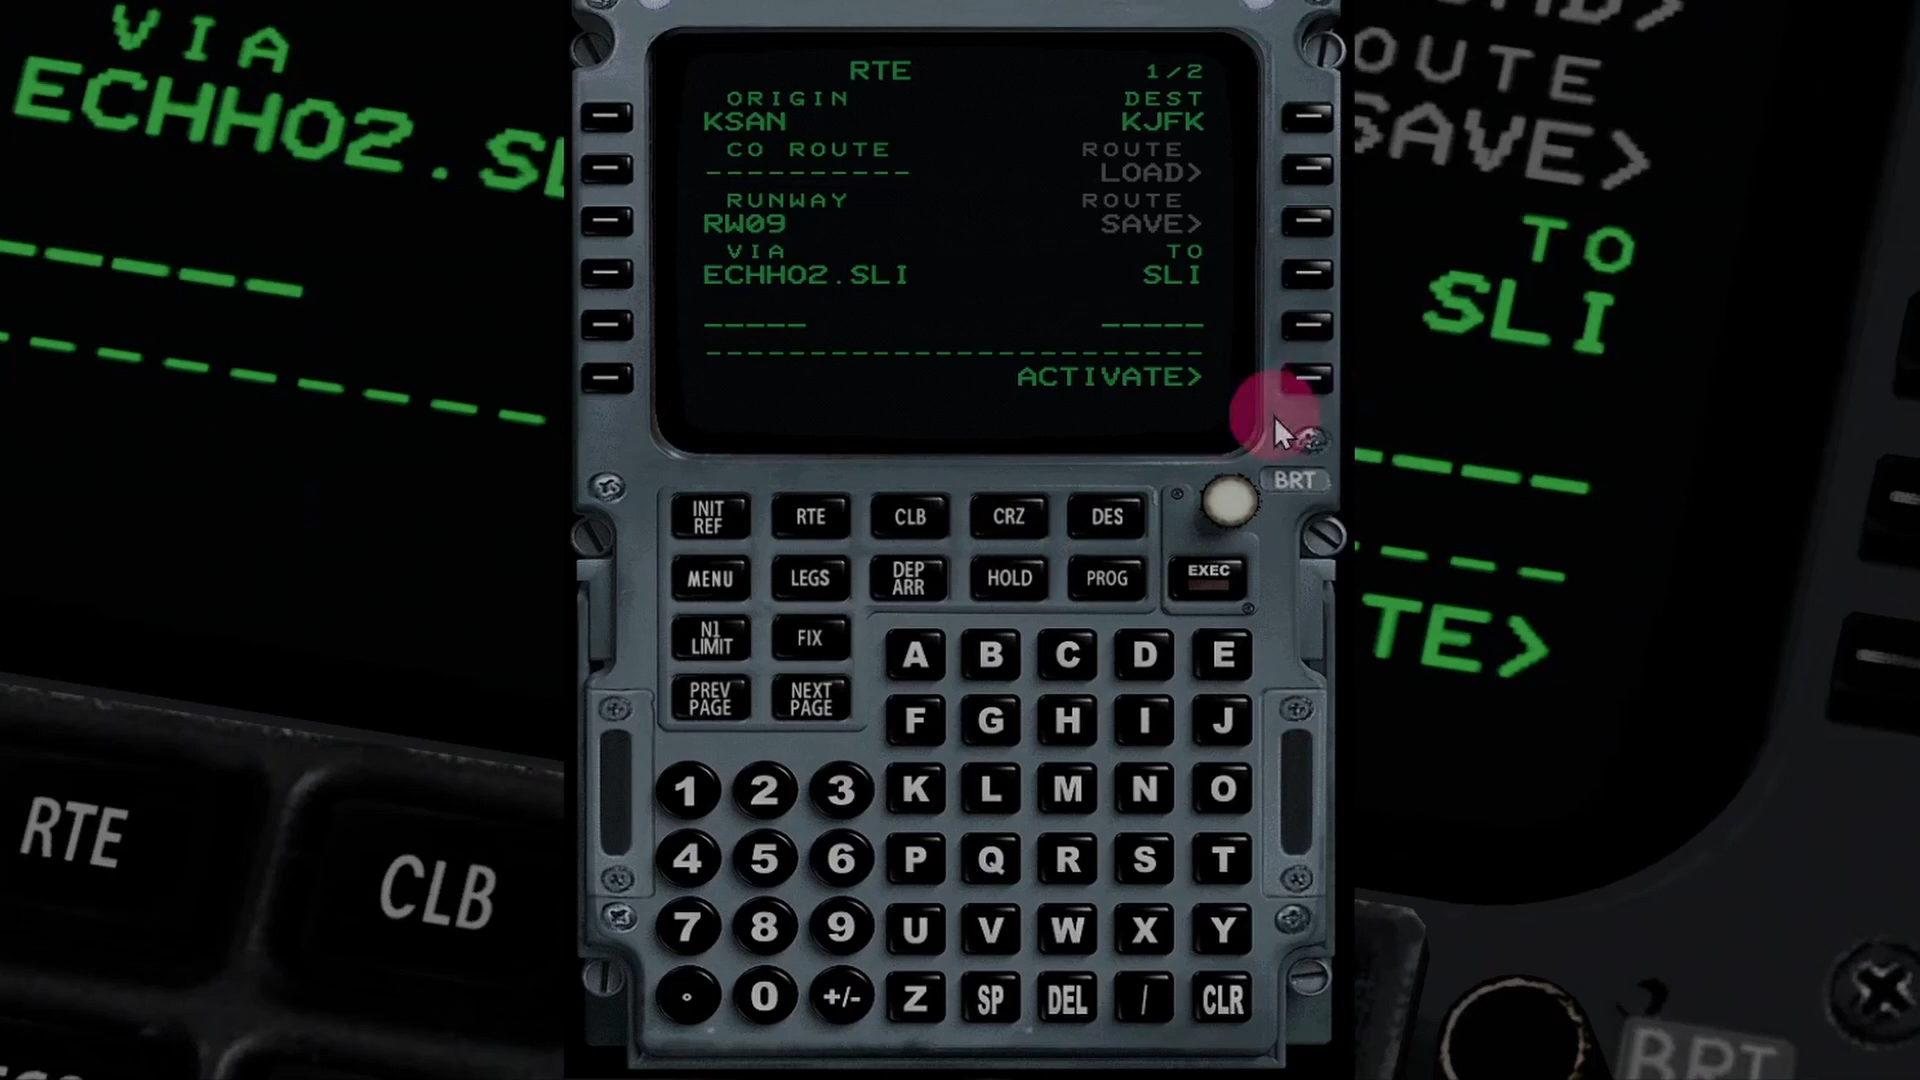 RTE 1/2
ORIGIN DEST
KSAN KJFK
CO ROUTE ROUTE
---------- LOAD>
RUNWAY ROUTE
RW09 SAVE>
VIA TO
ECHHO2.SLI SLI
----- -----
------------------------
ACTIVATE>
BRT
INIT REF RTE CLB CRZ DES
MENU LEGS DEP ARR HOLD PROG EXEC
N1 LIMIT FIX
PREV PAGE NEXT PAGE
A B C D E
F G H I J
1 2 3 K L M N O
4 5 6 P Q R S T
7 8 9 U V W X Y
. 0 +/- Z SP DEL / CLR
VIA
ECHHO2.SL
RTE
CLB
ROUTE
SAVE>
TO
SLI
TE>
BRT